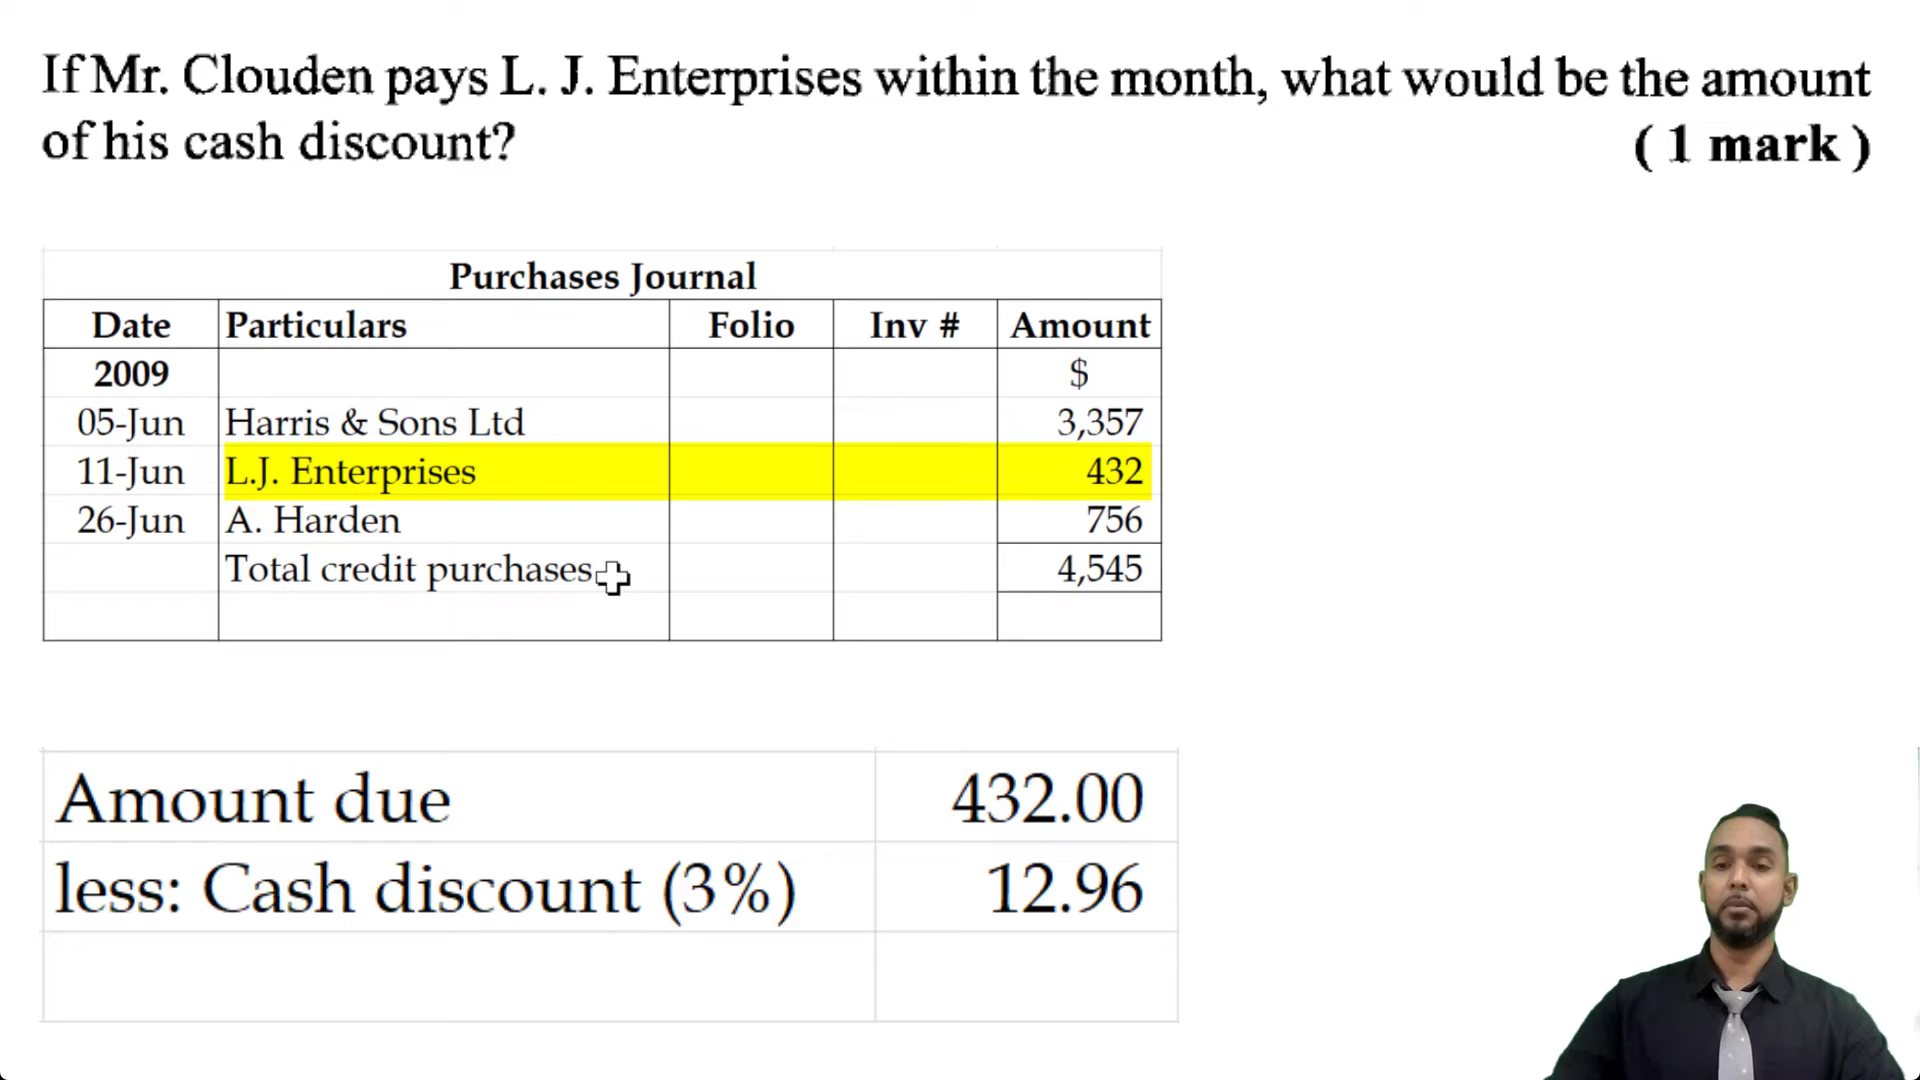 If Mr. Clouden pays L. J. Enterprises within the month, what would be the amount
of his cash discount? ( 1 mark )
Purchases Journal
Date Particulars Folio Inv # Amount
2009 $
05-Jun Harris & Sons Ltd 3,357
11-Jun L.J. Enterprises 432
26-Jun A. Harden 756
Total credit purchases 4,545
Amount due 432.00
less: Cash discount (3%) 12.96